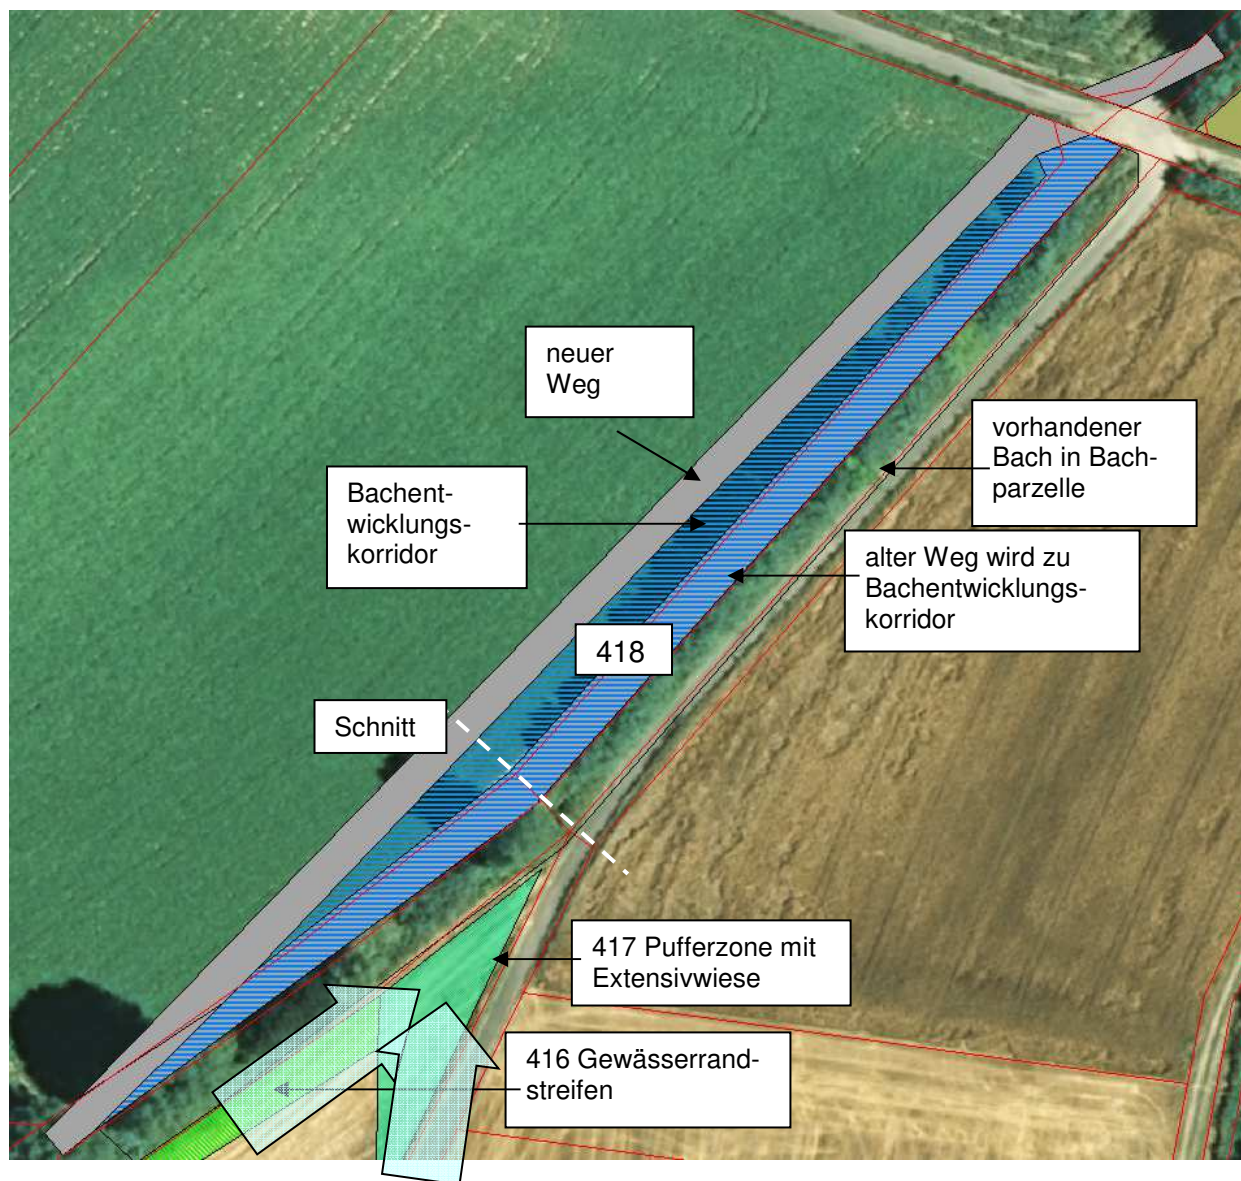 neuer
Weg
Bachent-
wicklungs-
korridor
vorhandener
Bach in Bach-
parzelle
alter Weg wird zu
Bachentwicklungs-
korridor
418
Schnitt
417 Pufferzone mit
Extensivwiese
416 Gewässerrand-
streifen